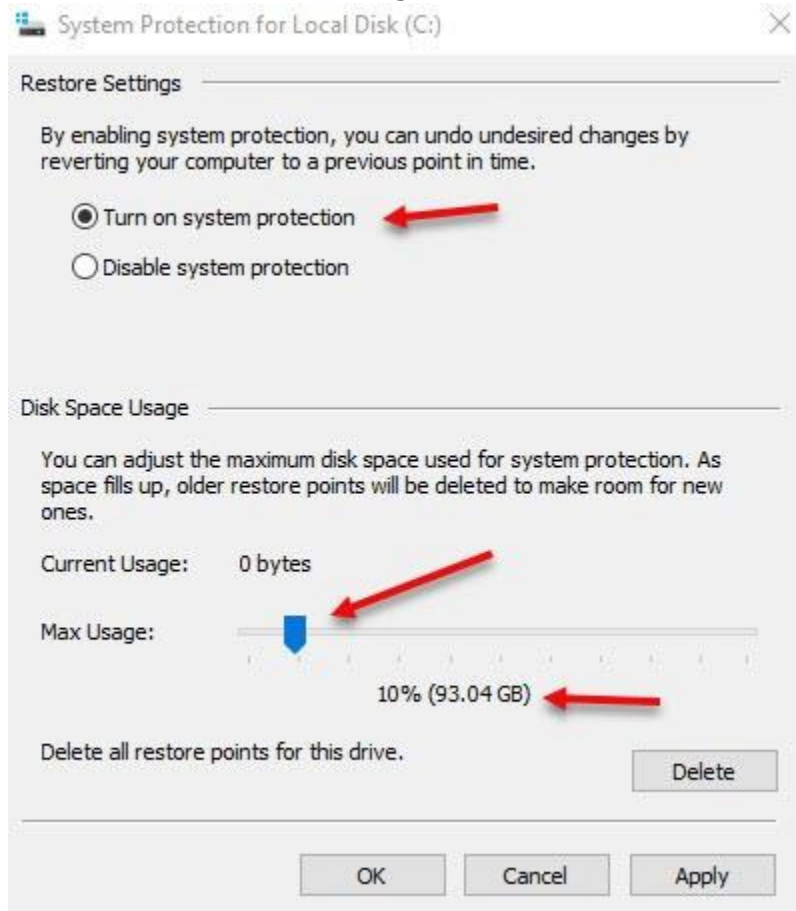 System Protection for Local Disk (C:)
Restore Settings
By enabling system protection, you can undo undesired changes by
reverting your computer to a previous point in time.
Turn on system protection
Disable system protection
Disk Space Usage
You can adjust the maximum disk space used for system protection. As
space fills up, older restore points will be deleted to make room for new
ones.
Current Usage: 0 bytes
Max Usage:
10% (93.04 GB)
Delete all restore points for this drive.
Delete
OK Cancel Apply